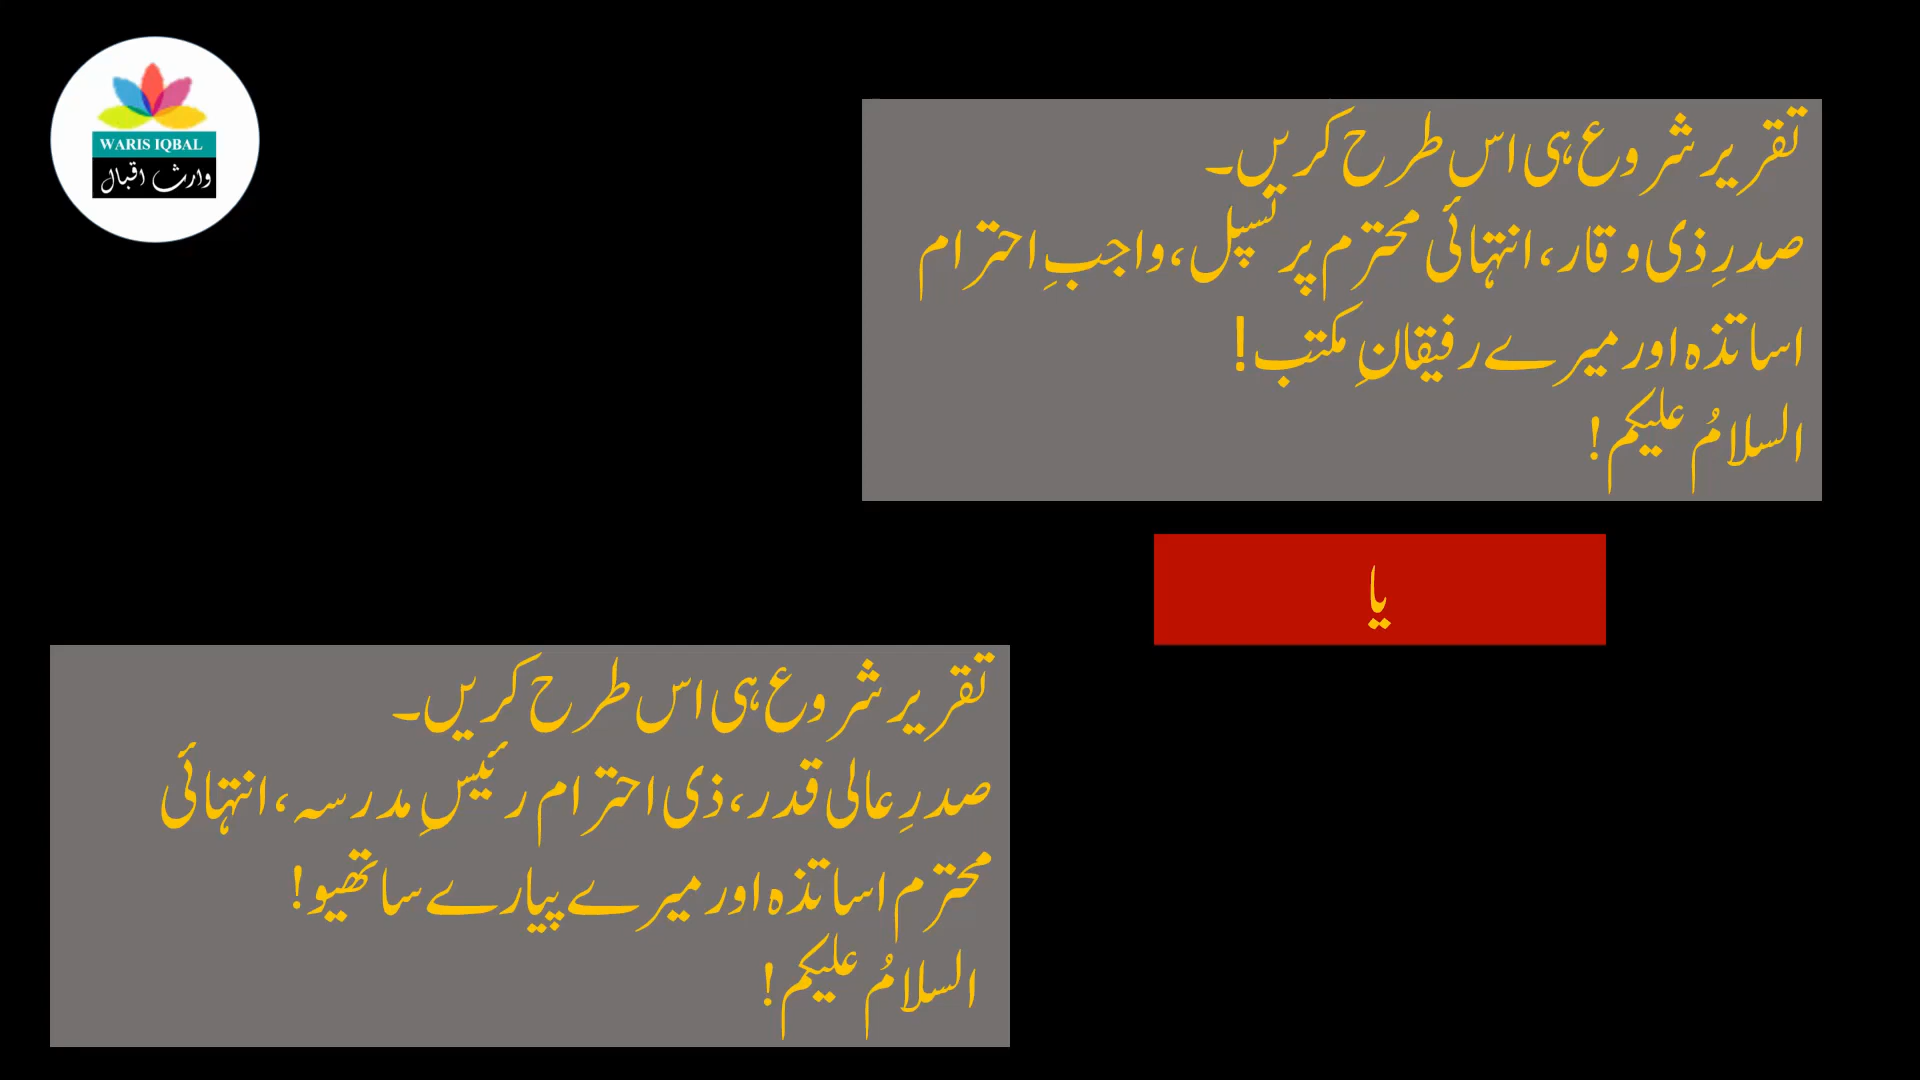 WARIS IQBAL
وارث اقبال
تقریر شروع ہی اس طرح کریں۔
صدرِ ذی وقار، انتہائی محترم پرنسپل، واجبِ احترام
اساتذہ اور میرے رفیقانِ مکتب!
السلامُ علیکم!
یا
تقریر شروع ہی اس طرح کریں۔
صدرِ عالی قدر، ذی احترام رئیسِ مدرسہ، انتہائی
محترم اساتذہ اور میرے پیارے ساتھیو!
السلامُ علیکم!